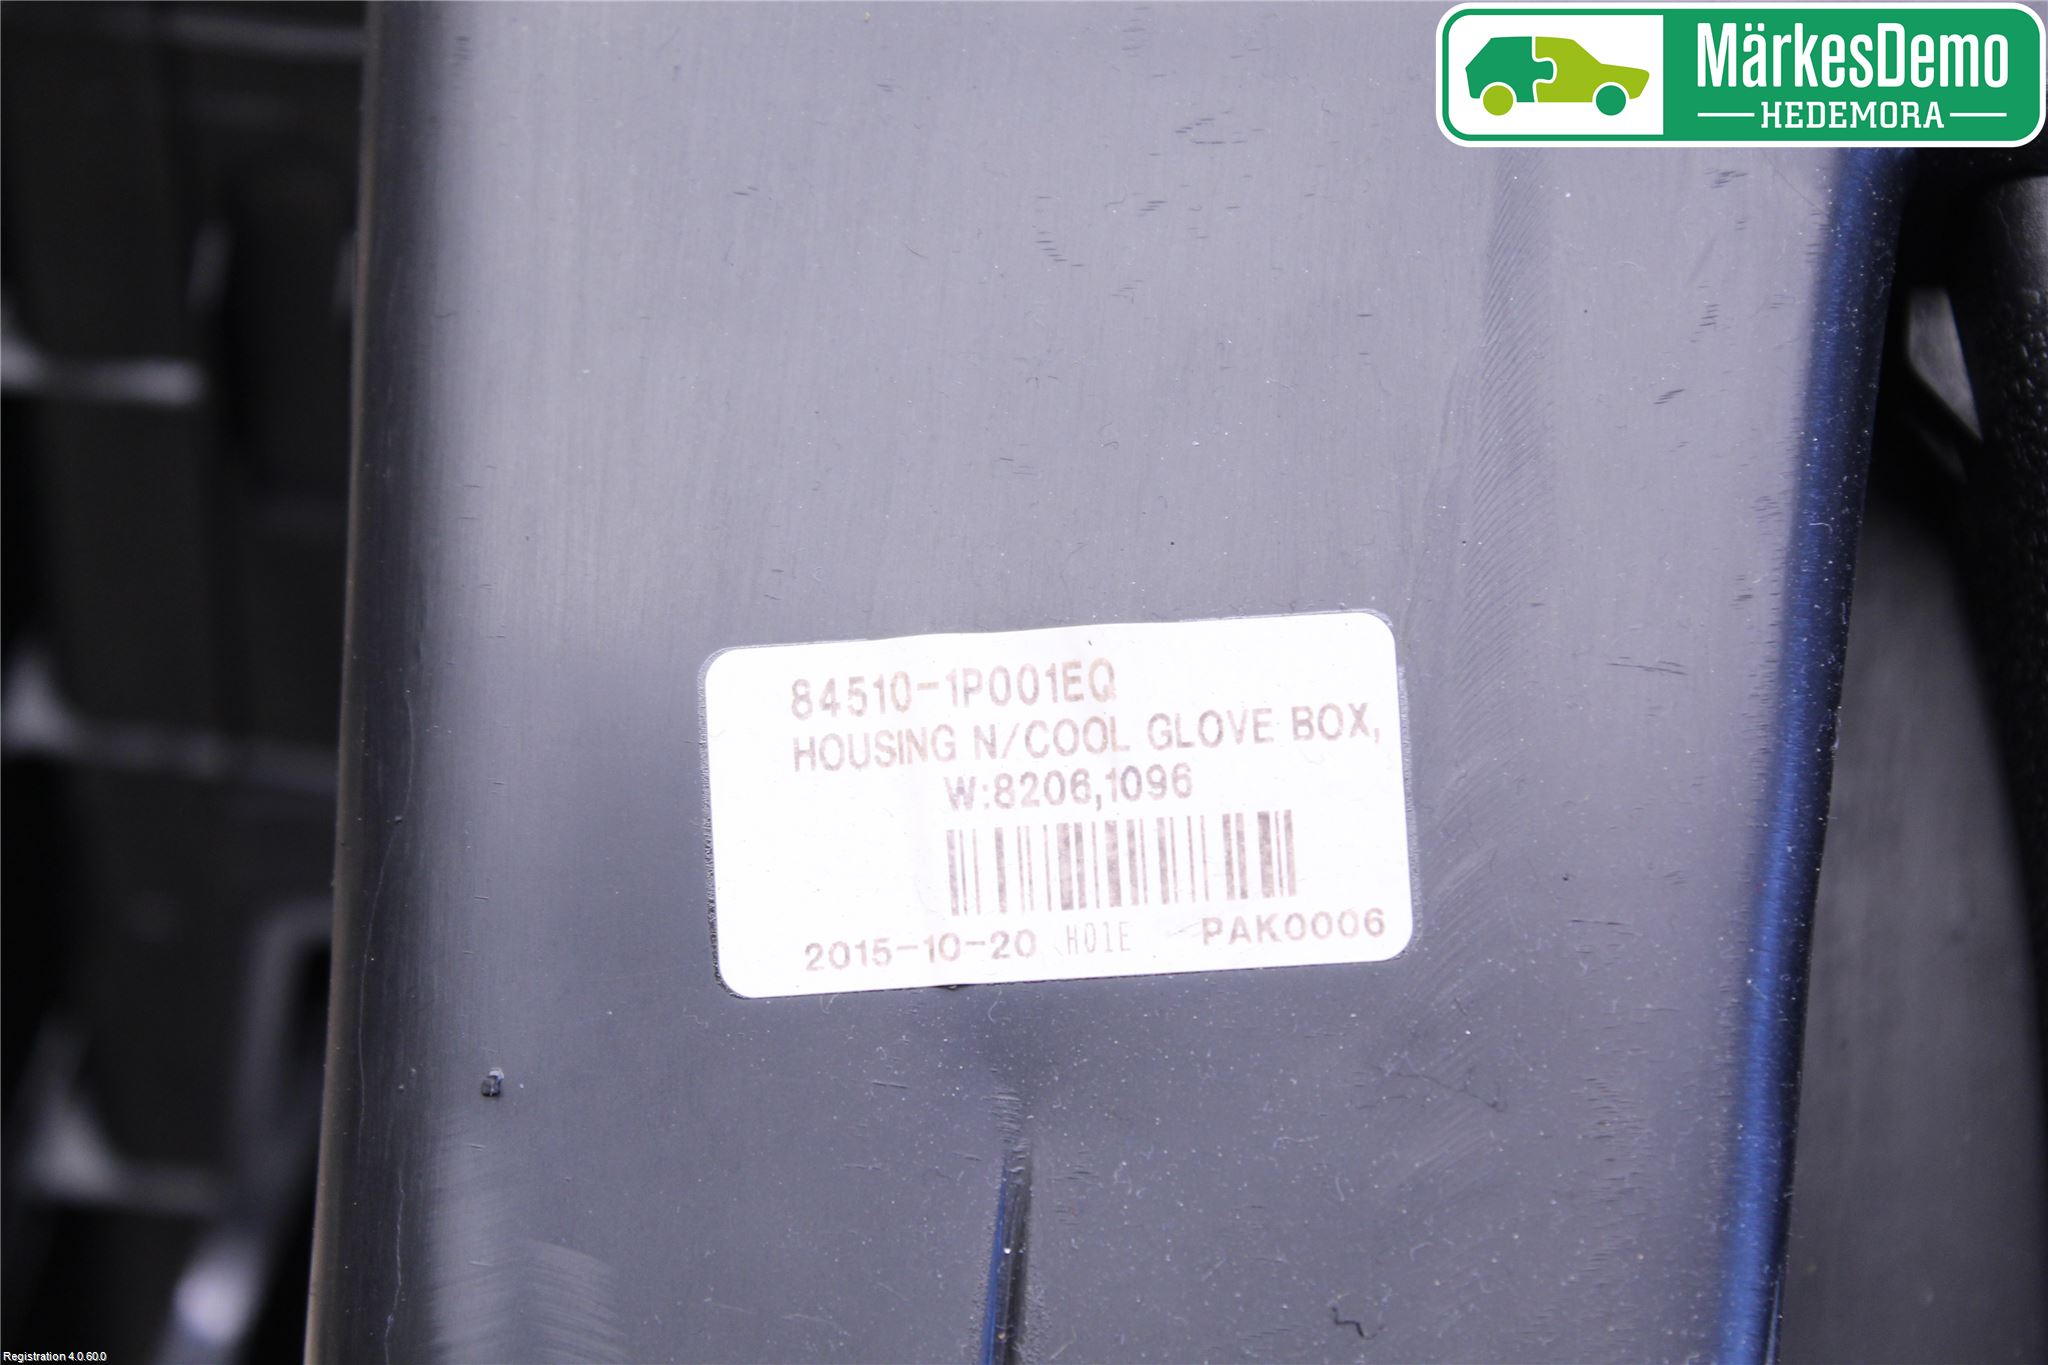 MärkesDemo
HEDEMORA
84510-1P001EQ
HOUSING N/COOL GLOVE BOX,
W:8206,1096
2015-10-20 H01E PAK0006
Registration 4.0.60.0